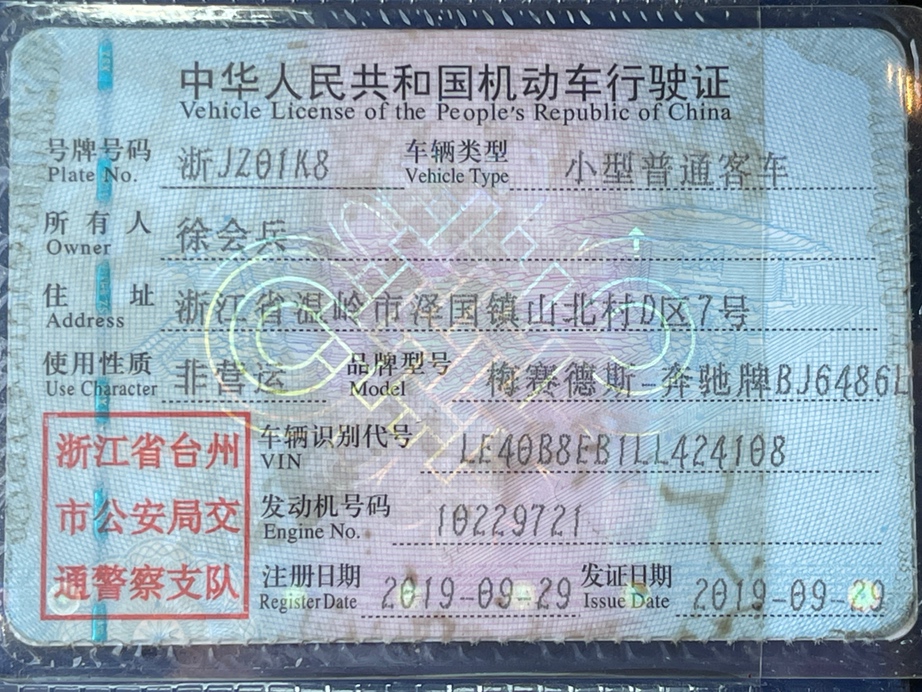 中华人民共和国机动车行驶证
Vehicle License of the People's Republic of China
号牌号码 浙JZ01K8 车辆类型 小型普通客车
Plate No. Vehicle Type
所有人 徐会兵
Owner
住址 浙江省温岭市泽国镇山北村D区7号
Address
使用性质 非营运 品牌型号 梅赛德斯-奔驰牌BJ6486L
Use Character Model
浙江省台州
市公安局交
通警察支队
车辆识别代号 LE40B8EB1LL424108
VIN
发动机号码 10229721
Engine No.
注册日期 2019-09-29 发证日期 2019-09-29
Register Date Issue Date